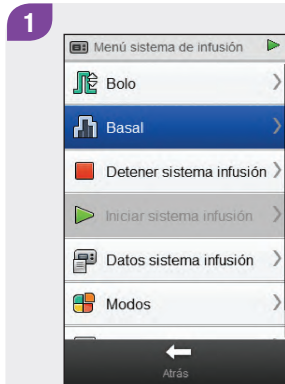 1
Menú sistema de infusión
Bolo
Basal
Detener sistema infusión
Iniciar sistema infusión
Datos sistema infusión
Modos
Atrás